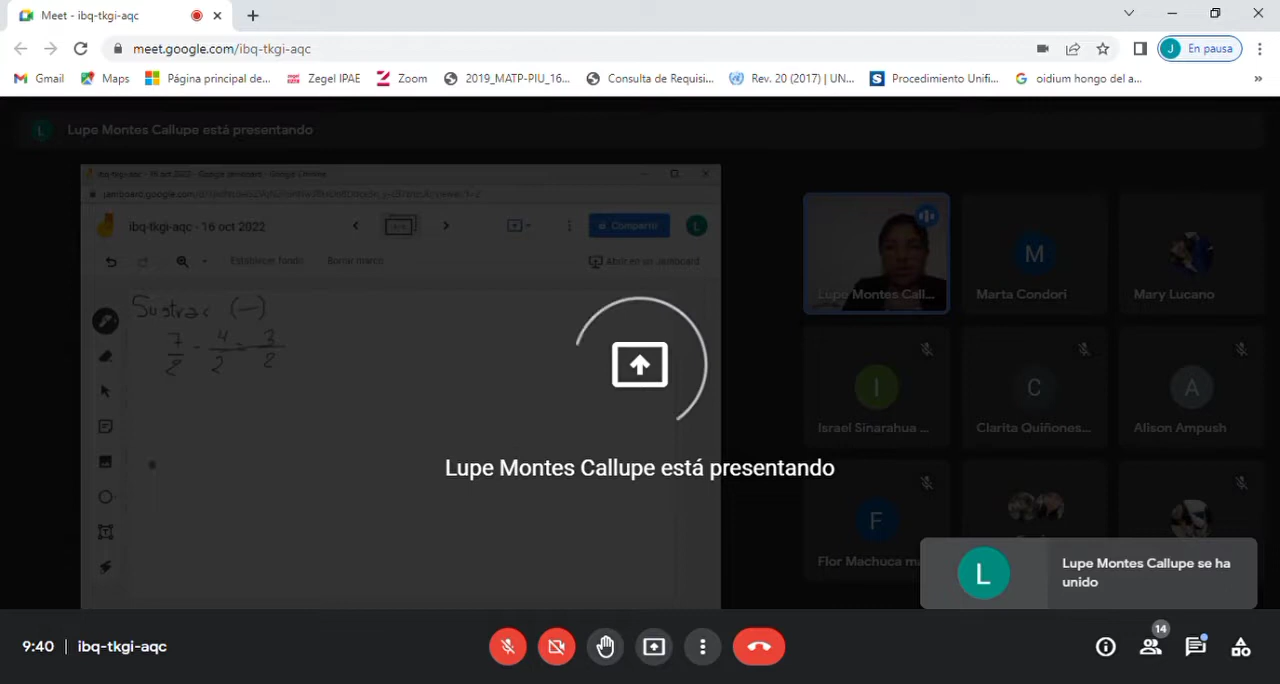 Meet - ibq-tkgi-aqc
meet.google.com/ibq-tkgi-aqc
J En pausa
Gmail
Maps
Página principal de...
Zegel IPAE
Zoom
2019_MATP-PIU_16...
Consulta de Requisi...
Rev. 20 (2017) | UN...
Procedimiento Unifi...
oidium hongo del a...
L Lupe Montes Callupe está presentando
ibq-tkgi-aqc - 16 oct 2022
Compartir
L
Establecer fondo
Borrar marco
Abrir en un Jamboard
(-)
7/2 - 4/2 = 3/2
Lupe Montes Call...
M
Marta Condori
Mary Lucano
I
Israel Sinarahua ...
C
Clarita Quiñones...
A
Alison Ampush
F
Flor Machuca
Lupe Montes Callupe está presentando
L
Lupe Montes Callupe se ha
unido
9:40 | ibq-tkgi-aqc
14